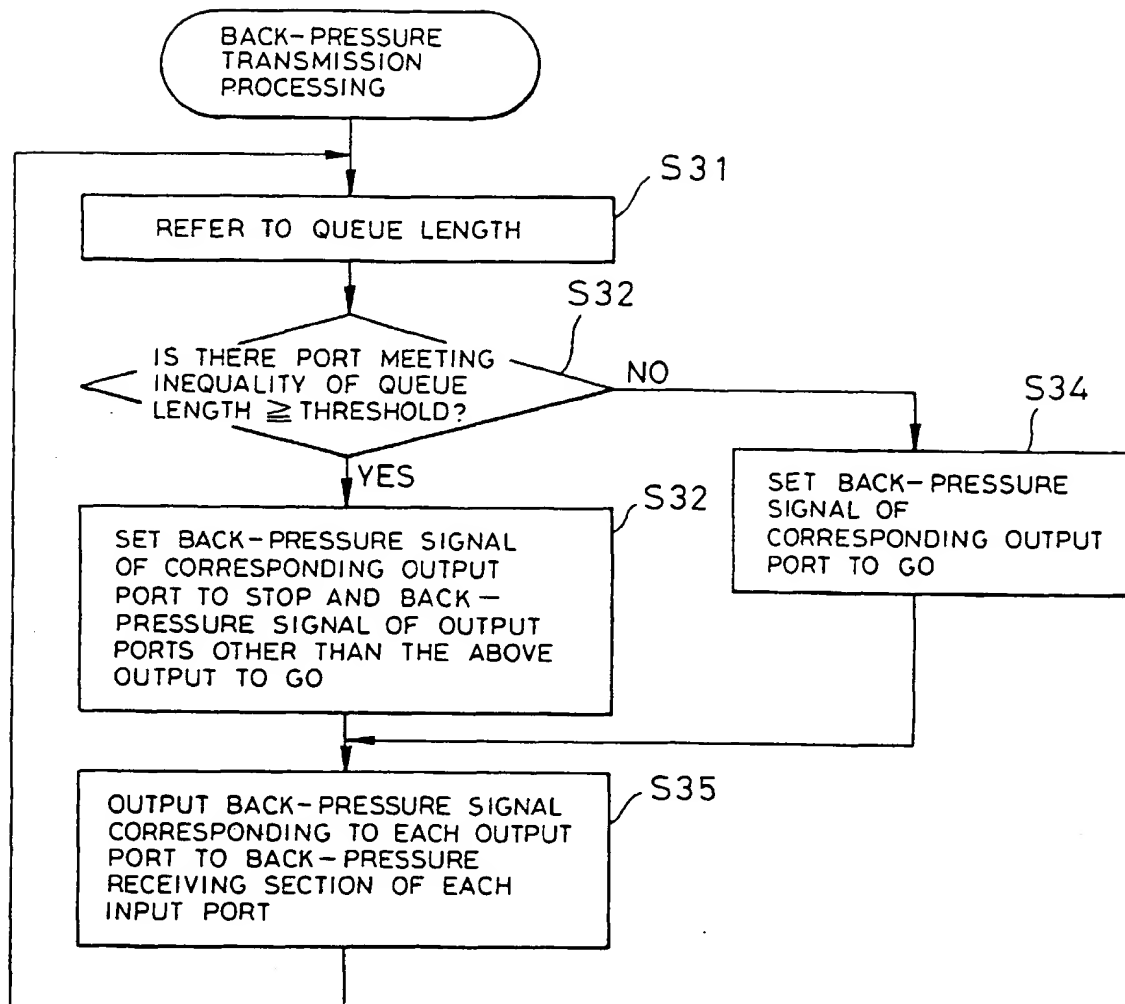 BACK-PRESSURE
TRANSMISSION
PROCESSING
S31
REFER TO QUEUE LENGTH
S32
IS THERE PORT MEETING
INEQUALITY OF QUEUE
LENGTH ≧ THRESHOLD?
NO
YES
S34
SET BACK-PRESSURE
SIGNAL OF
CORRESPONDING OUTPUT
PORT TO GO
S32
SET BACK-PRESSURE SIGNAL
OF CORRESPONDING OUTPUT
PORT TO STOP AND BACK-
PRESSURE SIGNAL OF OUTPUT
PORTS OTHER THAN THE ABOVE
OUTPUT TO GO
S35
OUTPUT BACK-PRESSURE SIGNAL
CORRESPONDING TO EACH OUTPUT
PORT TO BACK-PRESSURE
RECEIVING SECTION OF EACH
INPUT PORT